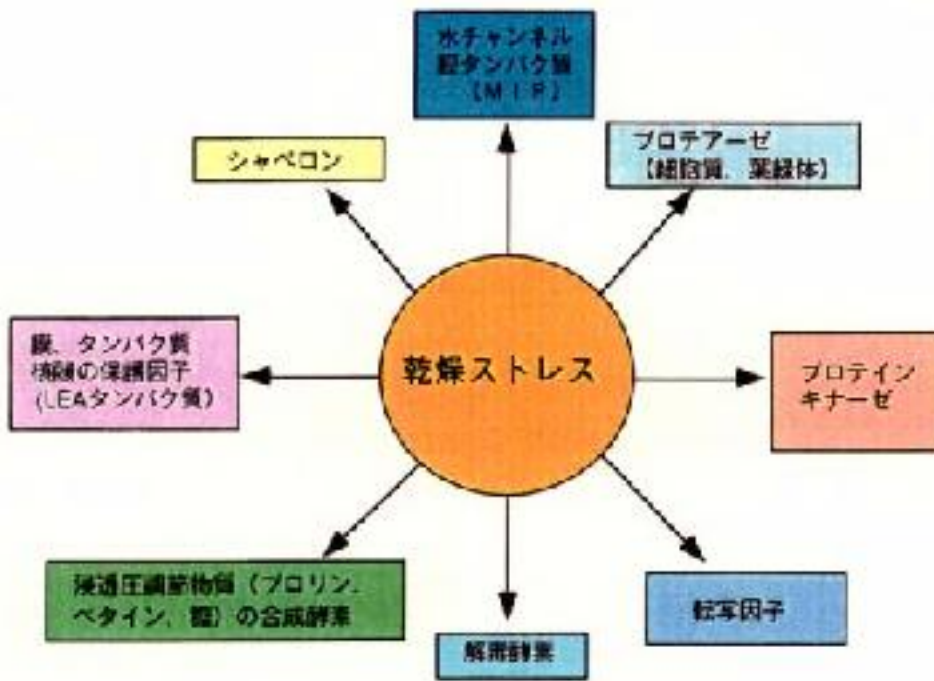 水チャンネル
型タンパク質
(MIP)
プロテアーゼ
(細胞質、葉緑体)
シャペロン
乾燥ストレス
膜、タンパク質
機能の保護因子
(LEAタンパク質)
プロテイン
キナーゼ
浸透圧調節物質(プロリン、
ベタイン、糖)の合成酵素
解毒酵素
転写因子